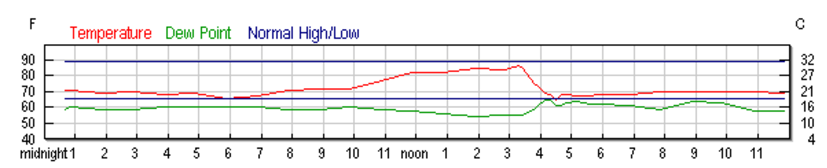 F C
Temperature Dew Point Normal High/Low
90 32
80 27
70 21
60 16
50 10
40 4
midnight 1 2 3 4 5 6 7 8 9 10 11 noon 1 2 3 4 5 6 7 8 9 10 11